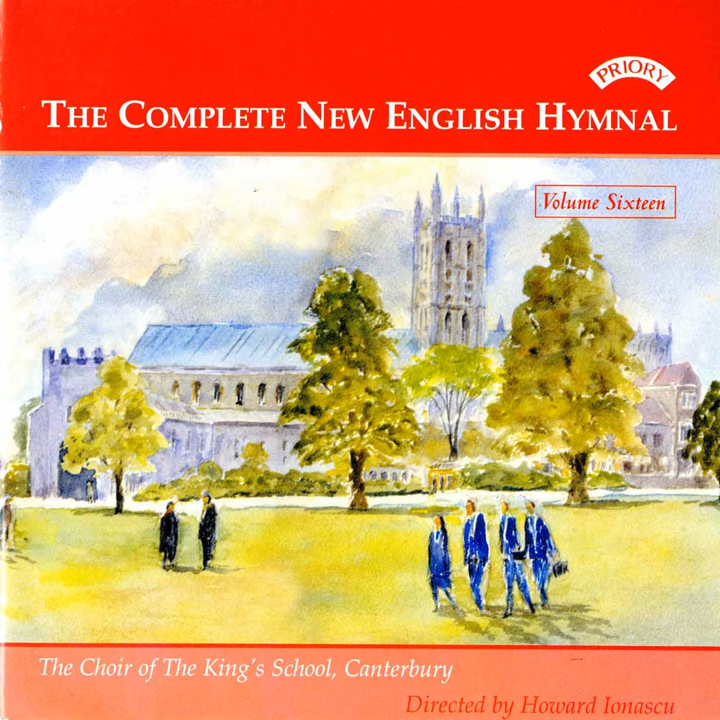 PRIORY
THE COMPLETE NEW ENGLISH HYMNAL
Volume Sixteen
The Choir of The King's School, Canterbury
Directed by Howard Ionascu